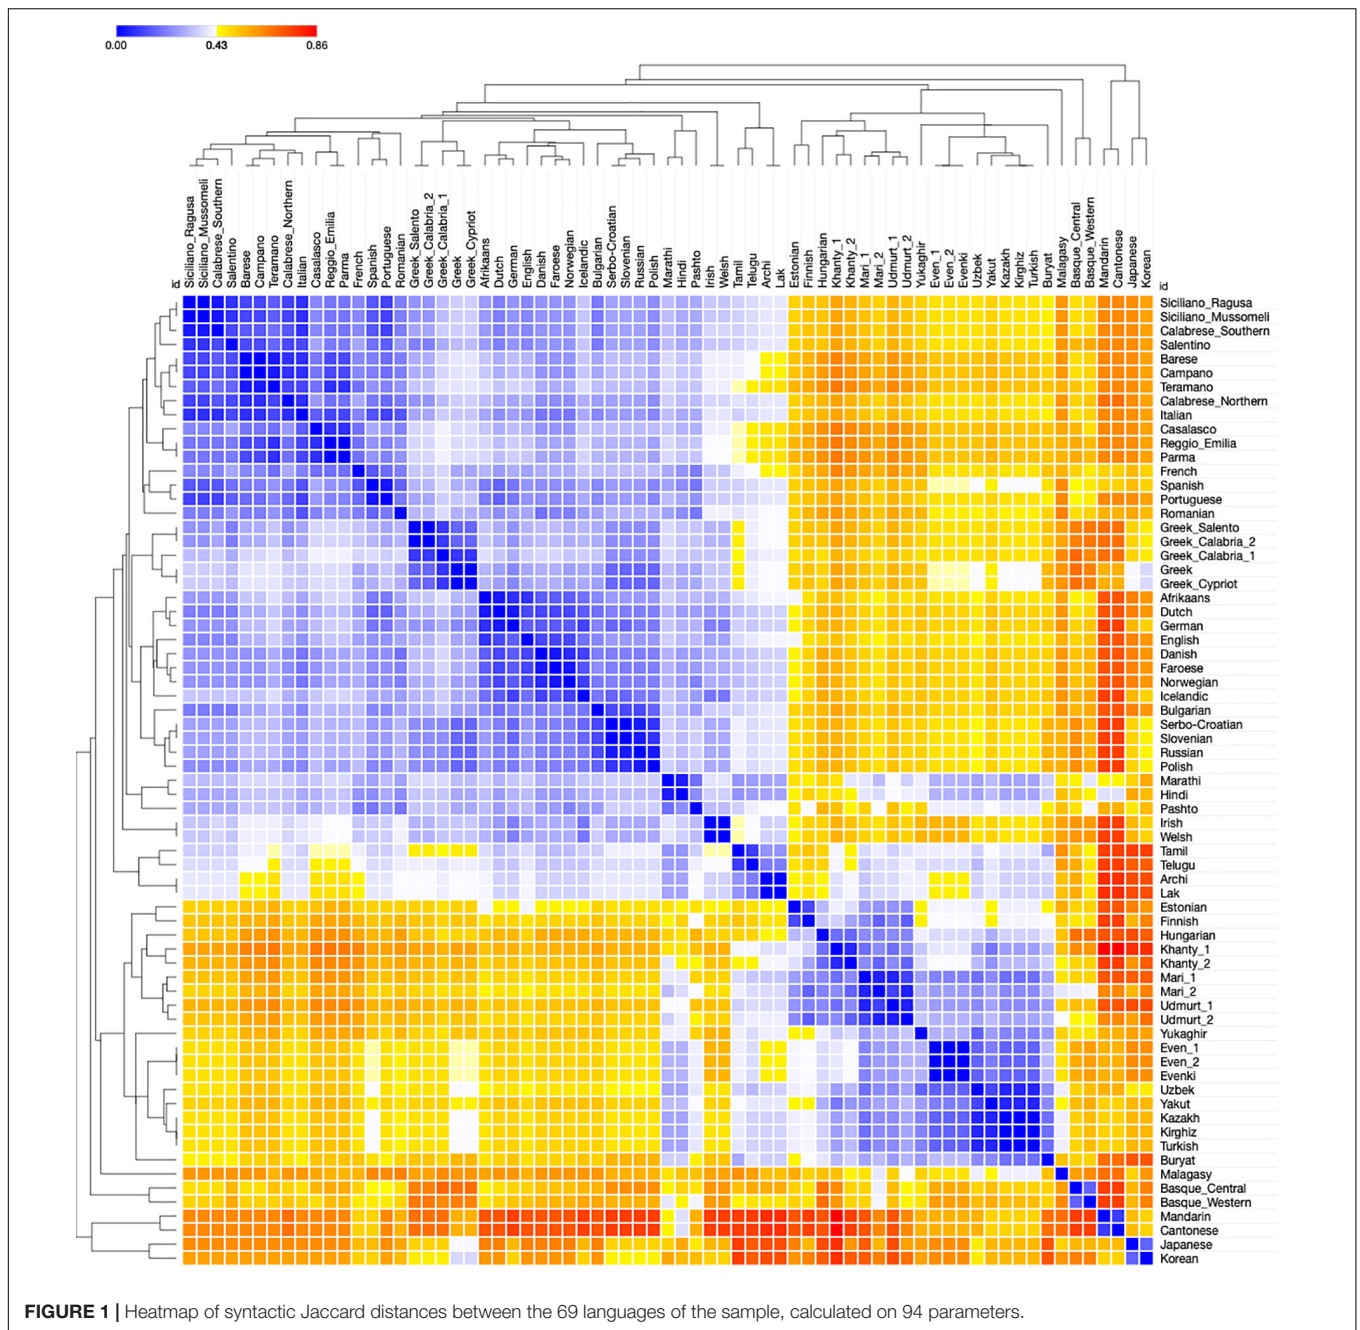 0.00 0.43 0.86
id Siciliano_Ragusa Siciliano_Mussomeli Calabrese_Southern Salentino Barese Campano Teramano Calabrese_Northern Italian Casalasco Reggio_Emilia Parma French Spanish Portuguese Romanian Greek_Salento Greek_Calabria_2 Greek_Calabria_1 Greek Greek_Cypriot Afrikaans Dutch German English Danish Faroese Norwegian Icelandic Bulgarian Serbo-Croatian Slovenian Russian Polish Marathi Hindi Pashto Irish Welsh Tamil Telugu Archi Lak Estonian Finnish Hungarian Khanty_1 Khanty_2 Mari_1 Mari_2 Udmurt_1 Udmurt_2 Yukaghir Even_1 Even_2 Evenki Uzbek Yakut Kazakh Kirghiz Turkish Buryat Malagasy Basque_Central Basque_Western Mandarin Cantonese Japanese Korean id
Siciliano_Ragusa
Siciliano_Mussomeli
Calabrese_Southern
Salentino
Barese
Campano
Teramano
Calabrese_Northern
Italian
Casalasco
Reggio_Emilia
Parma
French
Spanish
Portuguese
Romanian
Greek_Salento
Greek_Calabria_2
Greek_Calabria_1
Greek
Greek_Cypriot
Afrikaans
Dutch
German
English
Danish
Faroese
Norwegian
Icelandic
Bulgarian
Serbo-Croatian
Slovenian
Russian
Polish
Marathi
Hindi
Pashto
Irish
Welsh
Tamil
Telugu
Archi
Lak
Estonian
Finnish
Hungarian
Khanty_1
Khanty_2
Mari_1
Mari_2
Udmurt_1
Udmurt_2
Yukaghir
Even_1
Even_2
Evenki
Uzbek
Yakut
Kazakh
Kirghiz
Turkish
Buryat
Malagasy
Basque_Central
Basque_Western
Mandarin
Cantonese
Japanese
Korean
FIGURE 1 | Heatmap of syntactic Jaccard distances between the 69 languages of the sample, calculated on 94 parameters.